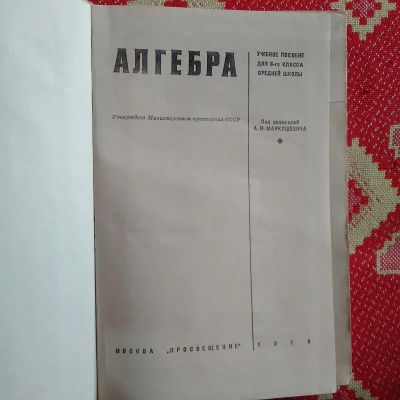 АЛГЕБРА
УЧЕБНОЕ ПОСОБИЕ
ДЛЯ 6-го КЛАССА
СРЕДНЕЙ ШКОЛЫ
Утверждено Министерством просвещения СССР
Под редакцией
А. И. МАРКУШЕВИЧА
МОСКВА „ПРОСВЕЩЕНИЕ"